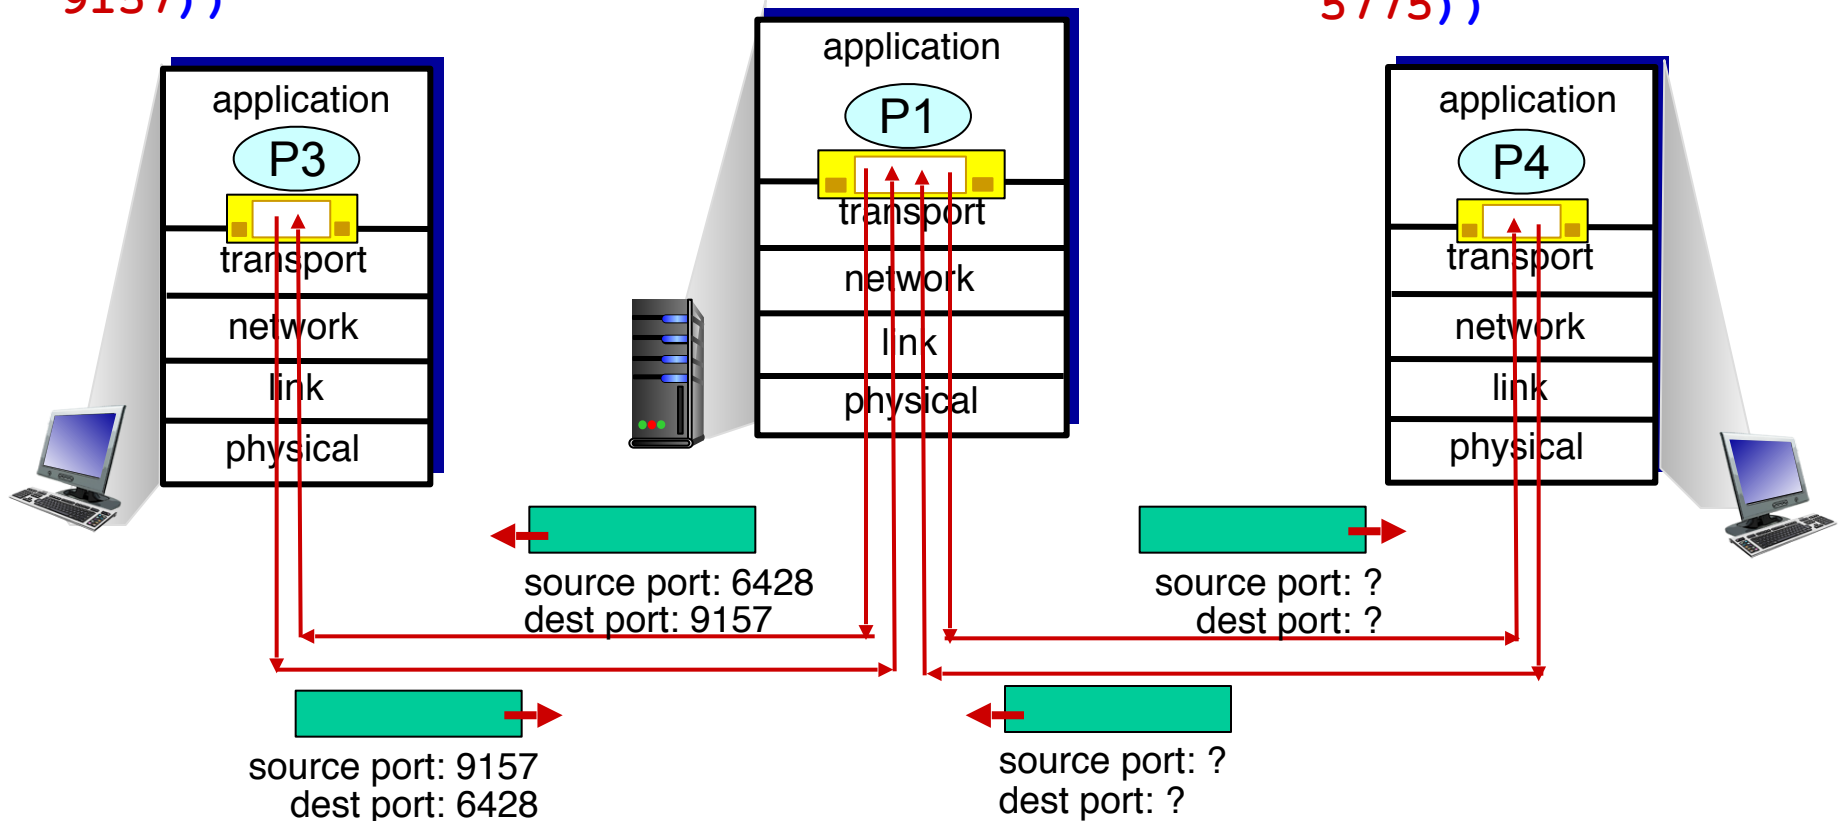 9157))
5775))
application
P3
transport
network
link
physical
application
P1
transport
network
link
physical
application
P4
transport
network
link
physical
source port: 6428
dest port: 9157
source port: ?
dest port: ?
source port: 9157
dest port: 6428
source port: ?
dest port: ?